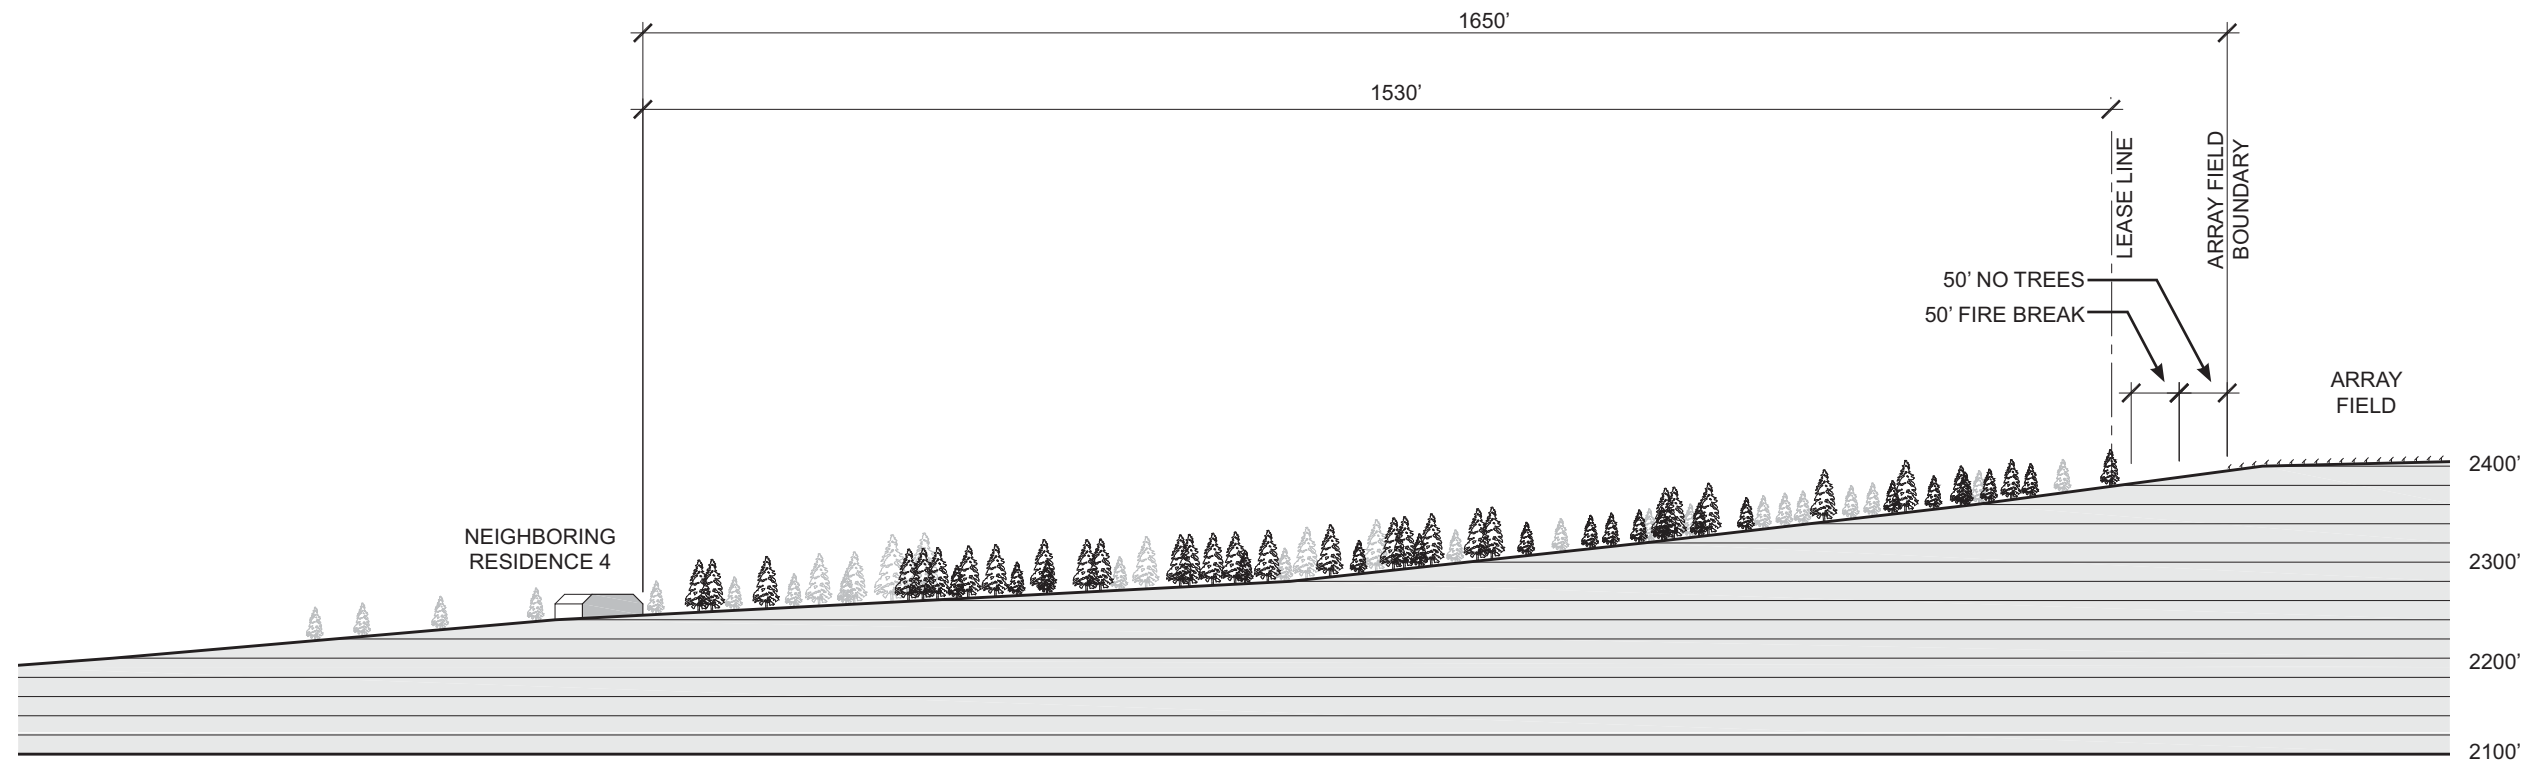 1650’
1530’
LEASE LINE
ARRAY FIELD
BOUNDARY
50’ NO TREES
50’ FIRE BREAK
ARRAY
FIELD
2400’
NEIGHBORING
RESIDENCE 4
2300’
2200’
2100’